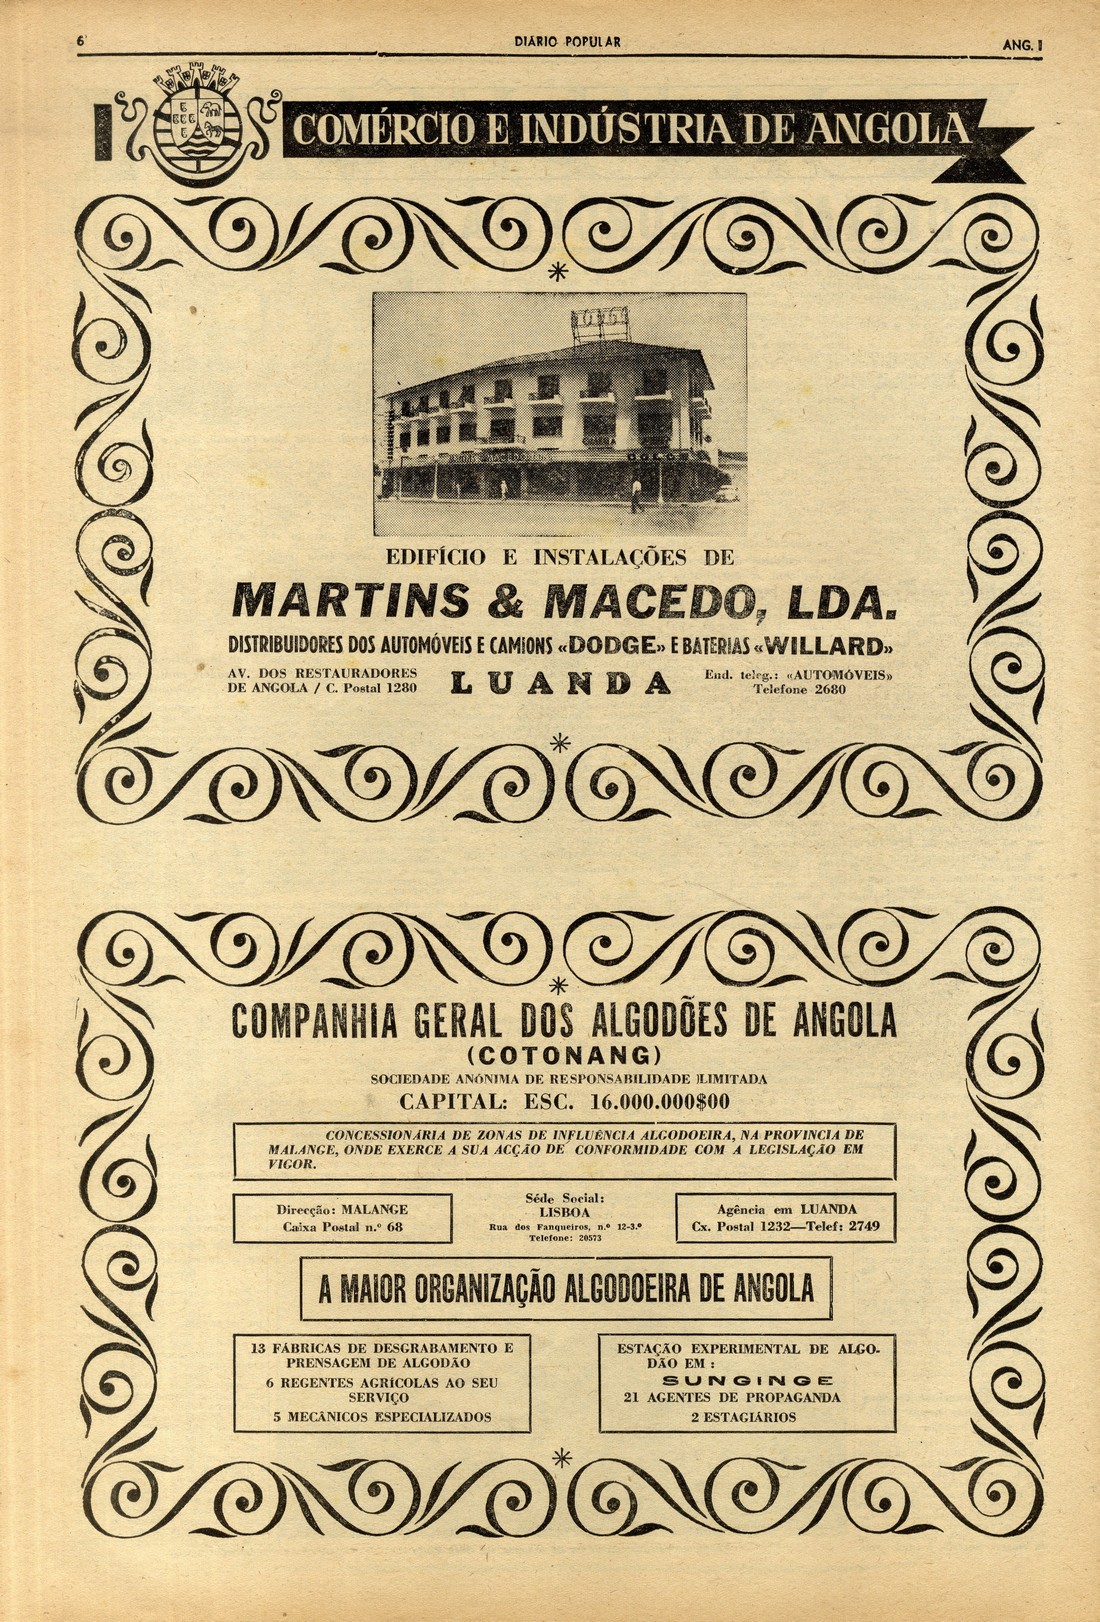 6
DIÁRIO POPULAR
ANG. I
COMÉRCIO E INDÚSTRIA DE ANGOLA
EDIFÍCIO E INSTALAÇÕES DE
MARTINS & MACEDO, LDA.
DISTRIBUIDORES DOS AUTOMÓVEIS E CAMIONS «DODGE» E BATERIAS «WILLARD»
AV. DOS RESTAURADORES
DE ANGOLA / C. Postal 1280
LUANDA
End. teleg.: «AUTOMÓVEIS»
Telefone 2680
COMPANHIA GERAL DOS ALGODÕES DE ANGOLA
(COTONANG)
SOCIEDADE ANÓNIMA DE RESPONSABILIDADE ILIMITADA
CAPITAL: ESC. 16.000.000$00
CONCESSIONÁRIA DE ZONAS DE INFLUÊNCIA ALGODOEIRA, NA PROVINCIA DE
MALANGE, ONDE EXERCE A SUA ACÇÃO DE CONFORMIDADE COM A LEGISLAÇÃO EM
VIGOR.
Direcção: MALANGE
Caixa Postal n.º 68
Séde Social:
LISBOA
Rua dos Fanqueiros, n.º 12-3.º
Telefone: 20573
Agência em LUANDA
Cx. Postal 1232—Telef: 2749
A MAIOR ORGANIZAÇÃO ALGODOEIRA DE ANGOLA
13 FÁBRICAS DE DESGRABAMENTO E
PRENSAGEM DE ALGODÃO
6 REGENTES AGRÍCOLAS AO SEU
SERVIÇO
5 MECÂNICOS ESPECIALIZADOS
ESTAÇÃO EXPERIMENTAL DE ALGO-
DÃO EM :
SUNGINGE
21 AGENTES DE PROPAGANDA
2 ESTAGIÁRIOS